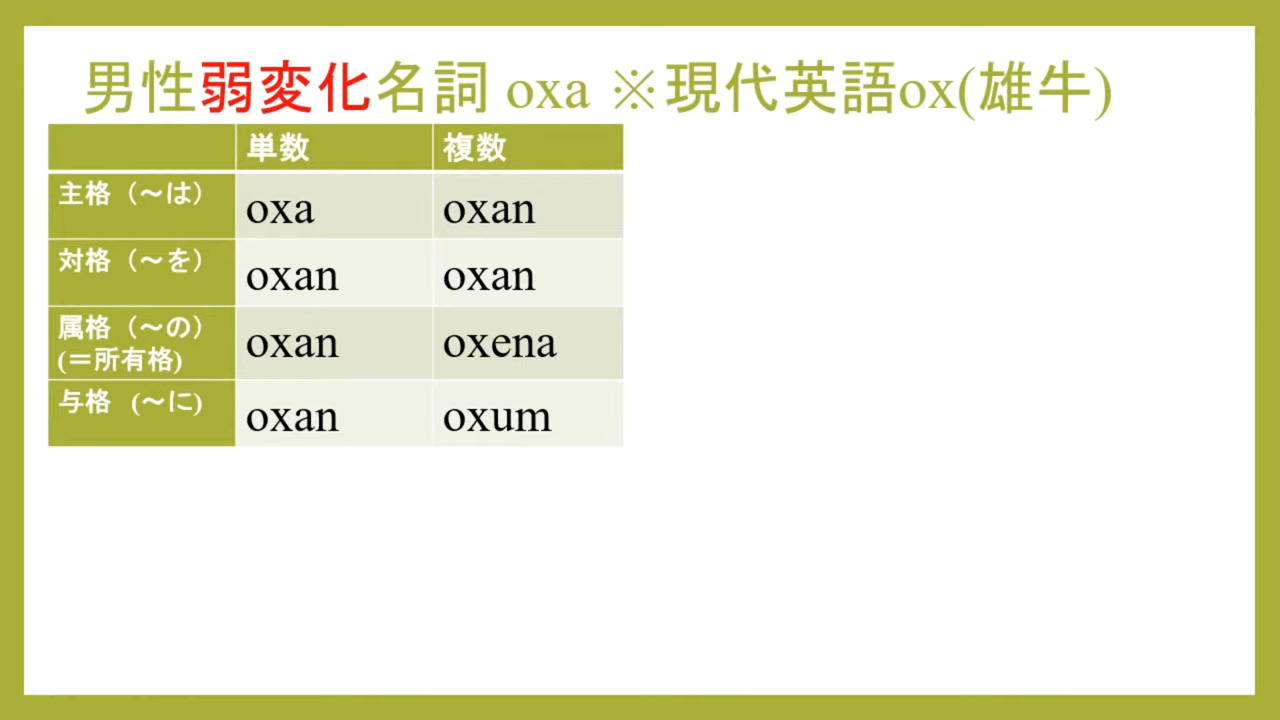 男性弱変化名詞 oxa ※現代英語ox(雄牛)
単数 複数
主格（～は） oxa oxan
対格（～を） oxan oxan
属格（～の）
(＝所有格) oxan oxena
与格 (～に) oxan oxum